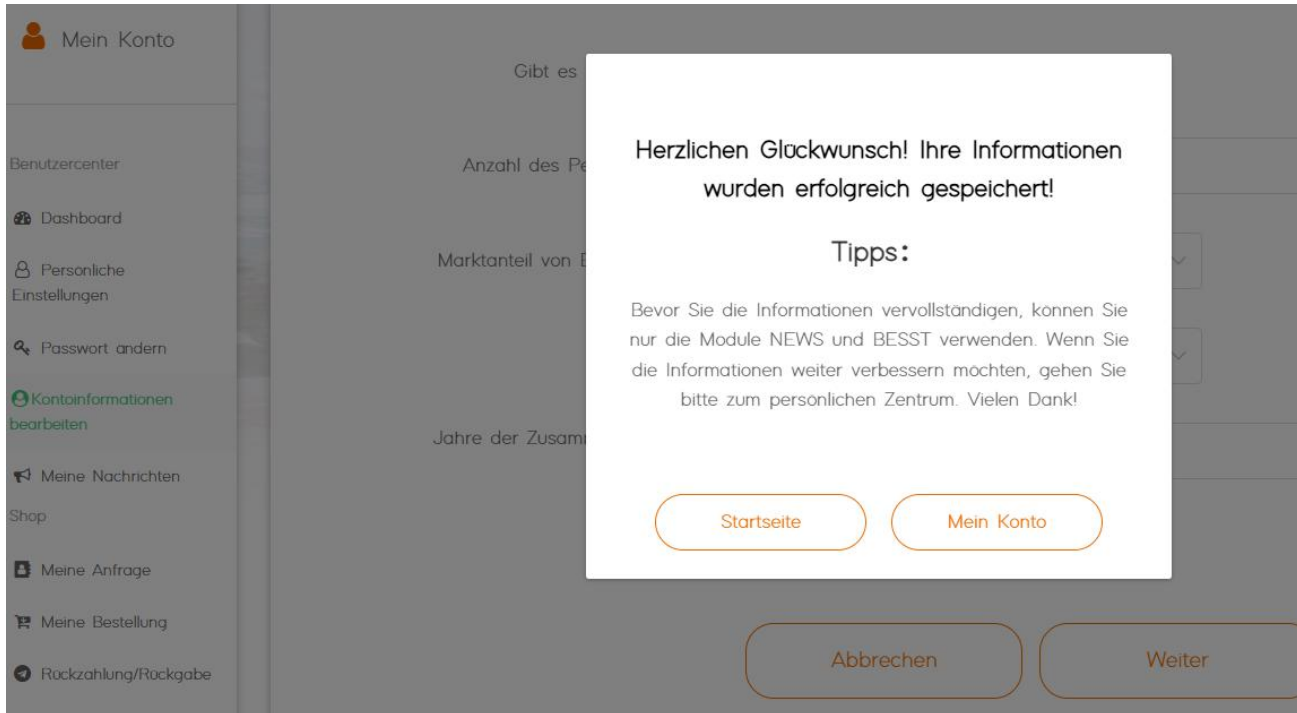 Mein Konto
Benutzercenter
Dashboard
Persönliche
Einstellungen
Passwort ändern
Kontoinformationen
bearbeiten
Meine Nachrichten
Shop
Meine Anfrage
Meine Bestellung
Rückzahlung/Rückgabe
Gibt es
Anzahl des Pe
Marktanteil von
Jahre der Zusam
Herzlichen Glückwunsch! Ihre Informationen
wurden erfolgreich gespeichert!
Tipps:
Bevor Sie die Informationen vervollständigen, können Sie
nur die Module NEWS und BESST verwenden. Wenn Sie
die Informationen weiter verbessern möchten, gehen Sie
bitte zum persönlichen Zentrum. Vielen Dank!
Startseite
Mein Konto
Abbrechen
Weiter